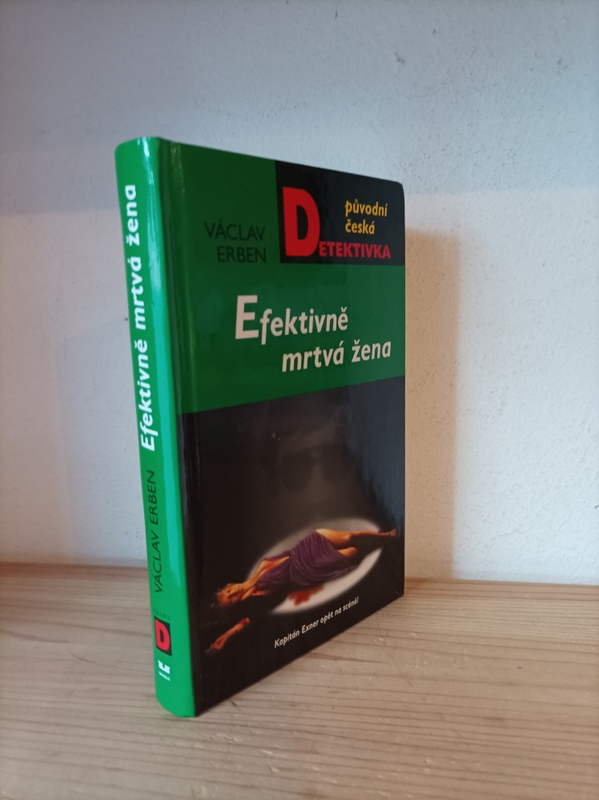 VÁCLAV
ERBEN
původní
česká
DETEKTIVKA
Efektivně
mrtvá žena
Kapitán Exner opět na scéně!
Efektivně mrtvá žena
VÁCLAV ERBEN
D